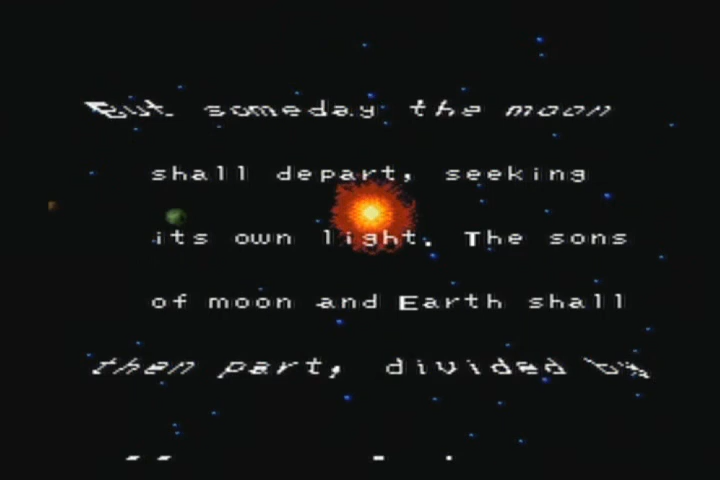 But someday the moon
shall depart, seeking
its own light. The sons
of moon and Earth shall
then part, divided by